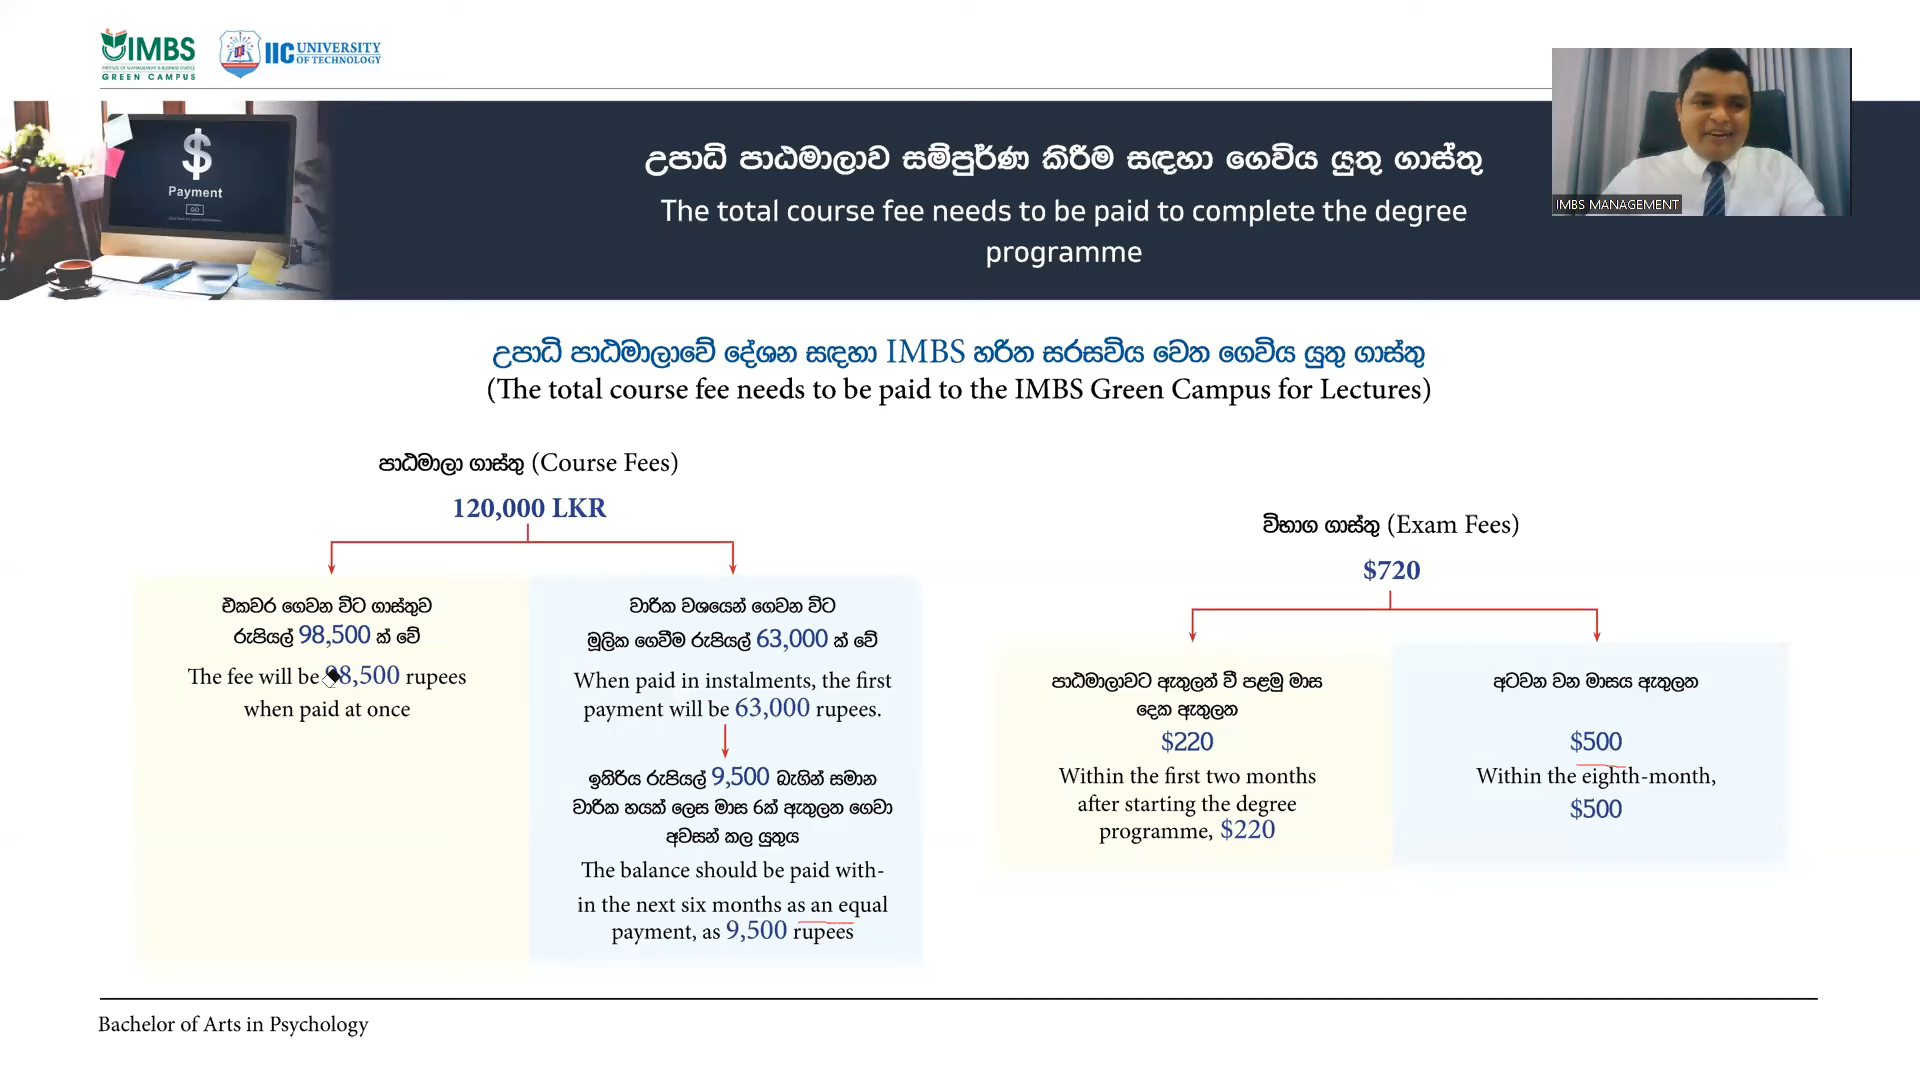 IMBS
GREEN CAMPUS
IIC UNIVERSITY
OF TECHNOLOGY
$
Payment
GO
IMBS MANAGEMENT
උපාධි පාඨමාලාව සම්පුර්ණ කිරීම සඳහා ගෙවිය යුතු ගාස්තු
The total course fee needs to be paid to complete the degree
programme
උපාධි පාඨමාලාවේ දේශන සඳහා IMBS හරිත සරසවිය වෙත ගෙවිය යුතු ගාස්තු
(The total course fee needs to be paid to the IMBS Green Campus for Lectures)
පාඨමාලා ගාස්තු (Course Fees)
120,000 LKR
එකවර ගෙවන විට ගාස්තුව
රුපියල් 98,500 ක් වේ
The fee will be 98,500 rupees
when paid at once
වාරික වශයෙන් ගෙවන විට
මූලික ගෙවීම රුපියල් 63,000 ක් වේ
When paid in instalments, the first
payment will be 63,000 rupees.
ඉතිරිය රුපියල් 9,500 බැගින් සමාන
වාරික හයක් ලෙස මාස 6ක් ඇතුලත ගෙවා
අවසන් කල යුතුය
The balance should be paid with-
in the next six months as an equal
payment, as 9,500 rupees
විභාග ගාස්තු (Exam Fees)
$720
පාඨමාලාවට ඇතුලත් වී පළමු මාස
දෙක ඇතුලත
$220
Within the first two months
after starting the degree
programme, $220
අටවන වන මාසය ඇතුලත
$500
Within the eighth-month,
$500
Bachelor of Arts in Psychology